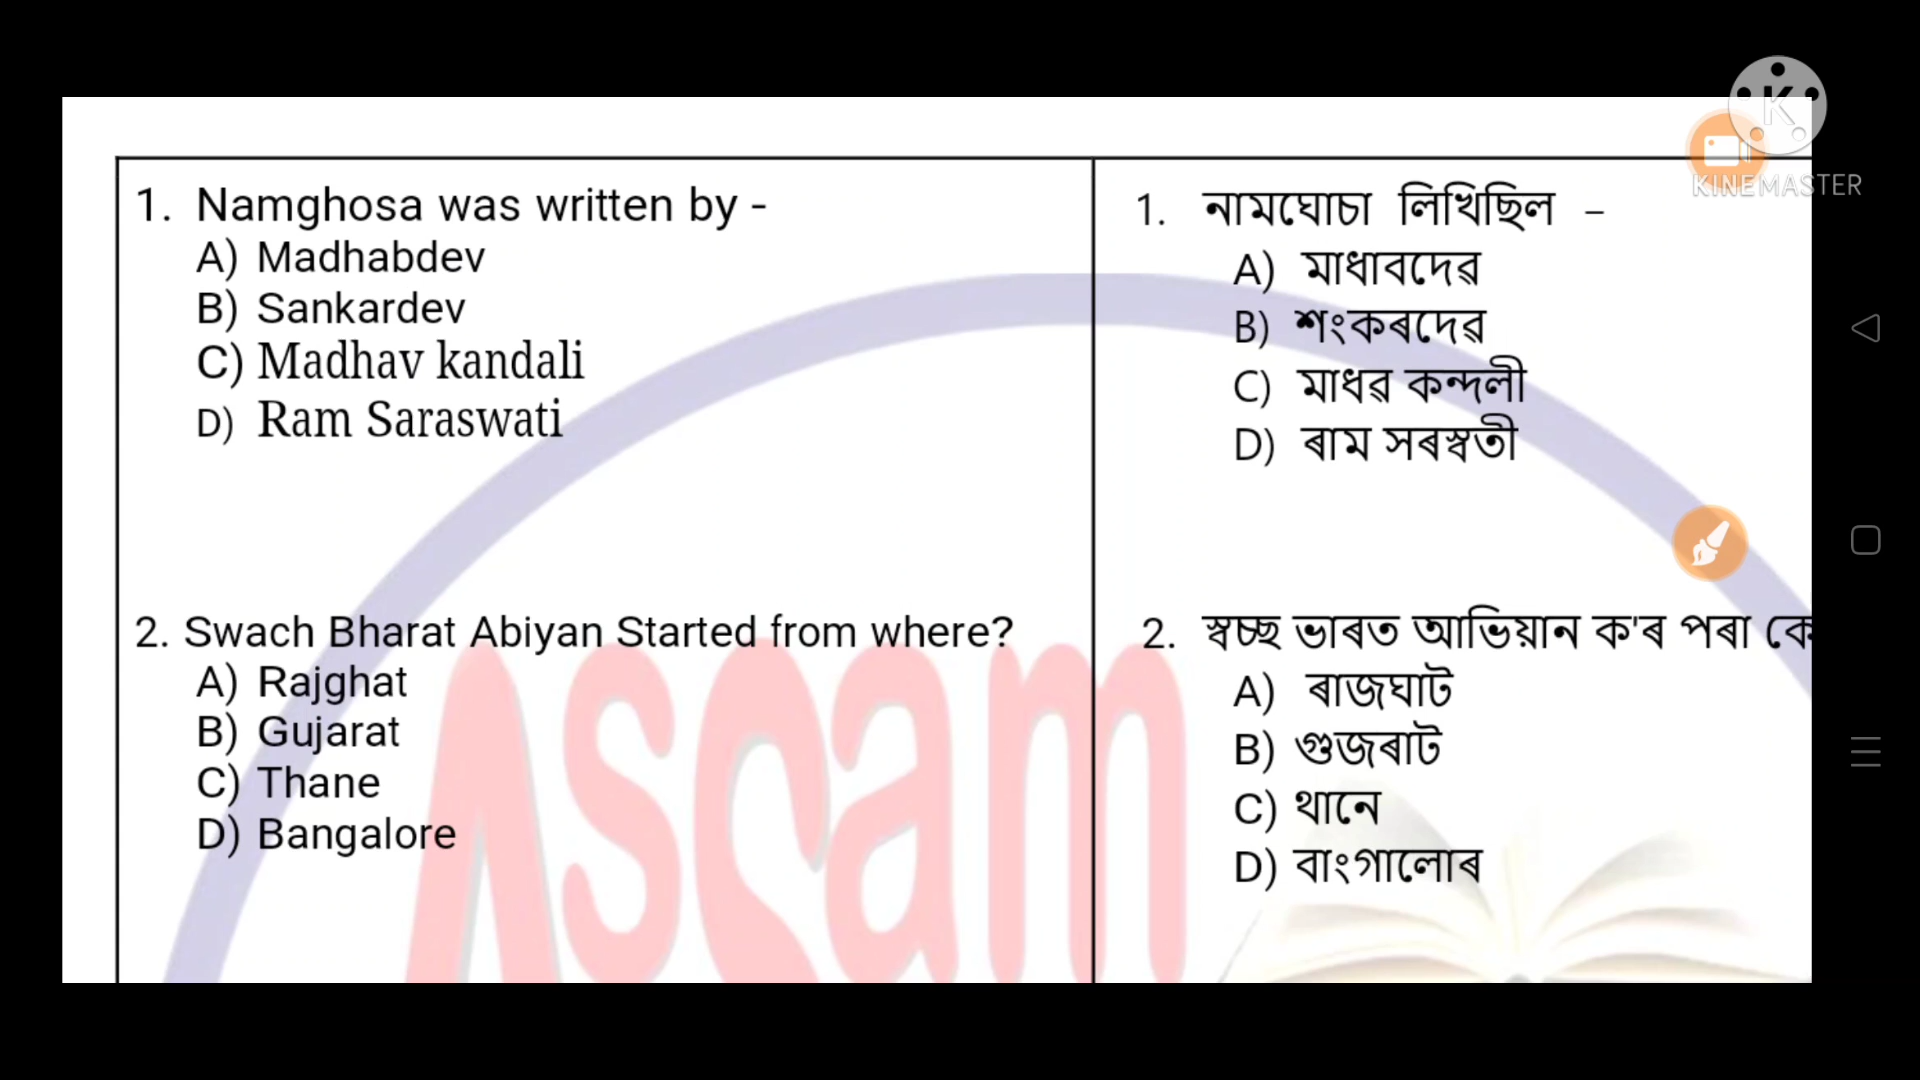 1. Namghosa was written by -
A) Madhabdev
B) Sankardev
C) Madhav kandali
D) Ram Saraswati
2. Swach Bharat Abiyan Started from where?
A) Rajghat
B) Gujarat
C) Thane
D) Bangalore
1. নামঘোচা লিখিছিল –
A) মাধাবদেৱ
B) শংকৰদেৱ
C) মাধৱ কন্দলী
D) ৰাম সৰস্বতী
2. স্বচ্ছ ভাৰত আভিয়ান ক'ৰ পৰা
A) ৰাজঘাট
B) গুজৰাট
C) থানে
D) বাংগালোৰ
K
KINEMASTER
Assam